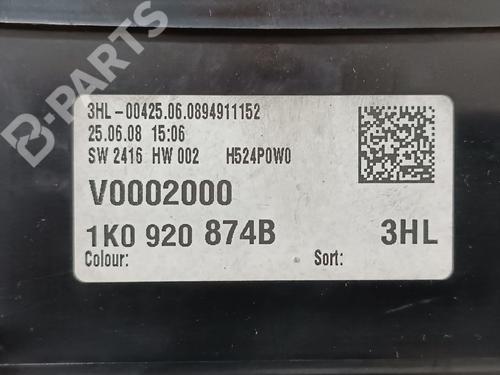 B-PARTS
3HL-00425.06.0894911152
25.06.08 15:06
SW 2416 HW 002 H524P0W0
V0002000
1K0 920 874B 3HL
Colour: Sort: